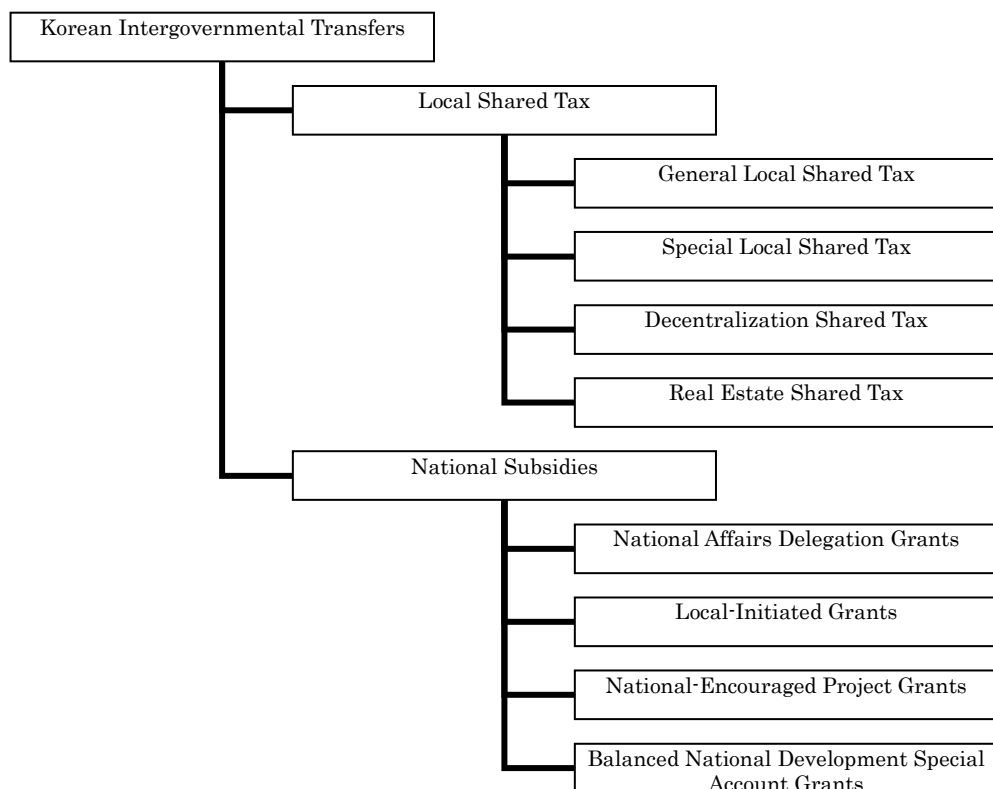 Korean Intergovernmental Transfers
Local Shared Tax
General Local Shared Tax
Special Local Shared Tax
Decentralization Shared Tax
Real Estate Shared Tax
National Subsidies
National Affairs Delegation Grants
Local-Initiated Grants
National-Encouraged Project Grants
Balanced National Development Special
Account Grants